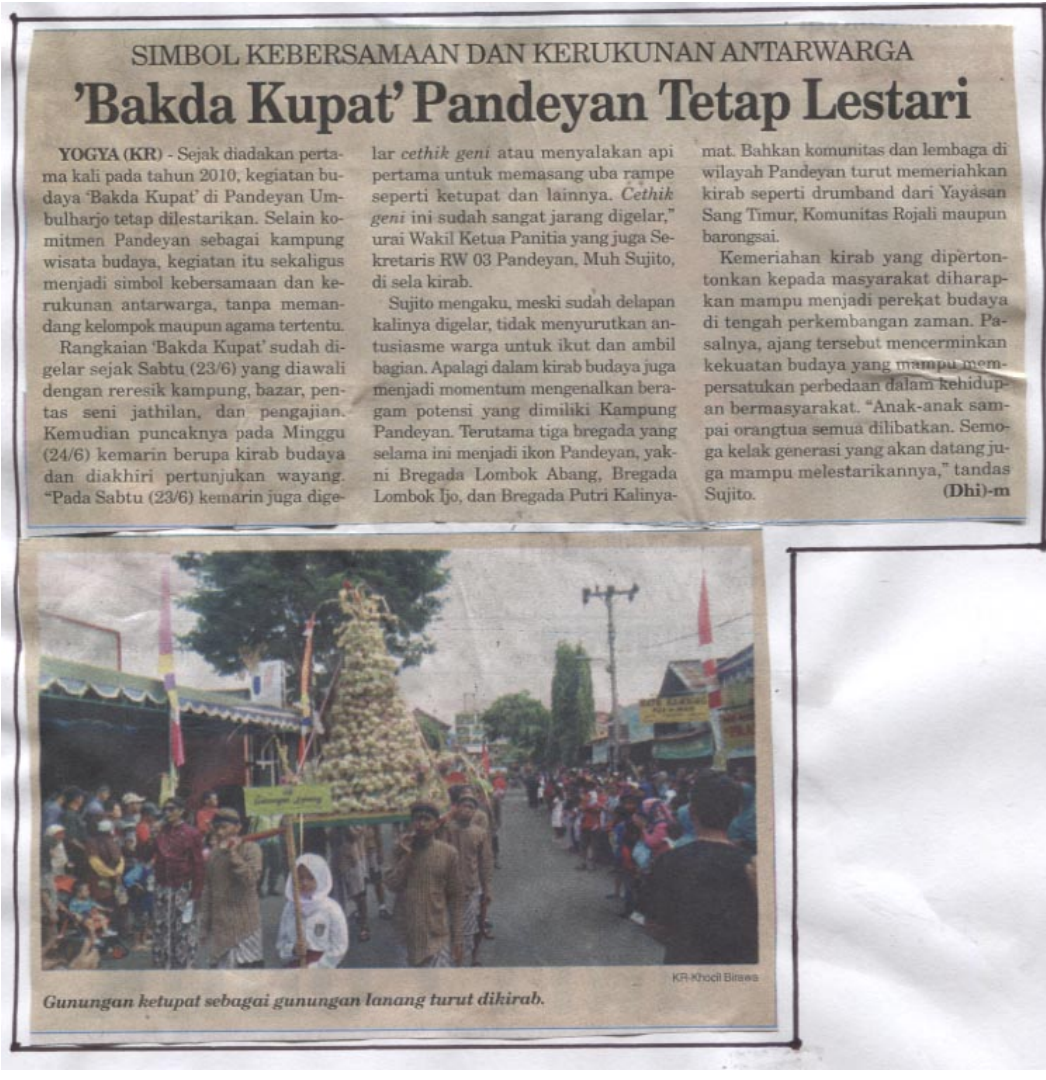 SIMBOL KEBERSAMAAN DAN KERUKUNAN ANTARWARGA
'Bakda Kupat' Pandeyan Tetap Lestari
YOGYA (KR) - Sejak diadakan perta-
ma kali pada tahun 2010, kegiatan bu-
daya 'Bakda Kupat' di Pandeyan Um-
bulharjo tetap dilestarikan. Selain ko-
mitmen Pandeyan sebagai kampung
wisata budaya, kegiatan itu sekaligus
menjadi simbol kebersamaan dan ke-
rukunan antarwarga, tanpa meman-
dang kelompok maupun agama tertentu.
Rangkaian 'Bakda Kupat' sudah di-
gelar sejak Sabtu (23/6) yang diawali
dengan reresik kampung, bazar, pen-
tas seni jathilan, dan pengajian.
Kemudian puncaknya pada Minggu
(24/6) kemarin berupa kirab budaya
dan diakhiri pertunjukan wayang.
"Pada Sabtu (23/6) kemarin juga dige-
lar cethik geni atau menyalakan api
pertama untuk memasang uba rampe
seperti ketupat dan lainnya. Cethik
geni ini sudah sangat jarang digelar,"
urai Wakil Ketua Panitia yang juga Se-
kretaris RW 03 Pandeyan, Muh Sujito,
di sela kirab.
Sujito mengaku, meski sudah delapan
kalinya digelar, tidak menyurutkan an-
tusiasme warga untuk ikut dan ambil
bagian. Apalagi dalam kirab budaya juga
menjadi momentum mengenalkan bera-
gam potensi yang dimiliki Kampung
Pandeyan. Terutama tiga bregada yang
selama ini menjadi ikon Pandeyan, yak-
ni Bregada Lombok Abang, Bregada
Lombok Ijo, dan Bregada Putri Kalinya-
mat. Bahkan komunitas dan lembaga di
wilayah Pandeyan turut memeriahkan
kirab seperti drumband dari Yayasan
Sang Timur, Komunitas Rojali maupun
barongsai.
Kemeriahan kirab yang diperton-
tonkan kepada masyarakat diharap-
kan mampu menjadi perekat budaya
di tengah perkembangan zaman. Pa-
salnya, ajang tersebut mencerminkan
kekuatan budaya yang mampu mem-
persatukan perbedaan dalam kehidup-
an bermasyarakat. "Anak-anak sam-
pai orangtua semua dilibatkan. Semo-
ga kelak generasi yang akan datang ju-
ga mampu melestarikannya," tandas
Sujito. (Dhi)-m
Gunungan Lanang
KR-Khocil Birawa
Gunungan ketupat sebagai gunungan lanang turut dikirab.